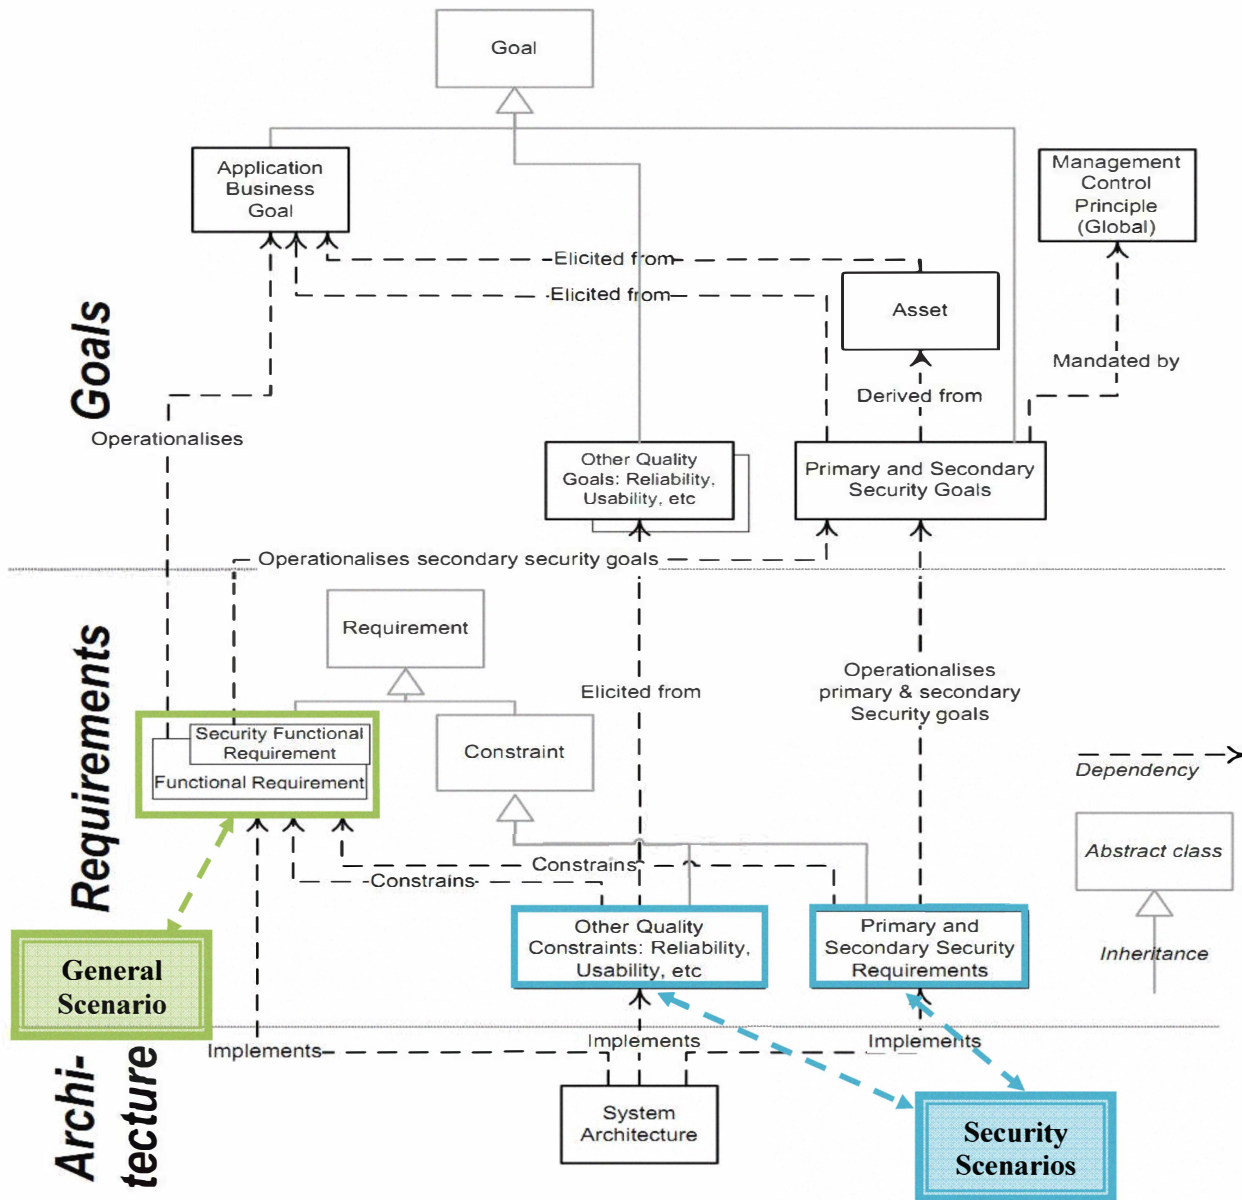 Goal
Application
Business
Goal
Management
Control
Principle
(Global)
Elicited from
Elicited from
Asset
Goals
Mandated by
Derived from
Operationalises
Other Quality
Goals: Reliability,
Usability, etc
Primary and Secondary
Security Goals
Operationalises secondary security goals
Requirements
Requirement
Operationalises
primary & secondary
Security goals
Elicited from
Security Functional
Requirement
Functional Requirement
Constraint
Dependency
Abstract class
Constrains
Constrains
Other Quality
Constraints: Reliability,
Usability, etc
Primary and
Secondary Security
Requirements
Inheritance
General
Scenario
Archi-
tecture
Implements
Implements
Implements
System
Architecture
Security
Scenarios